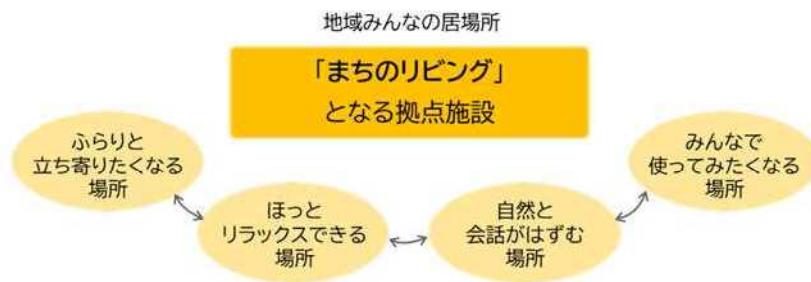 地域みんなの居場所
「まちのリビング」
となる拠点施設
ふらりと
立ち寄りたくなる
場所
ほっと
リラックスできる
場所
自然と
会話がはずむ
場所
みんなで
使ってみたくなる
場所